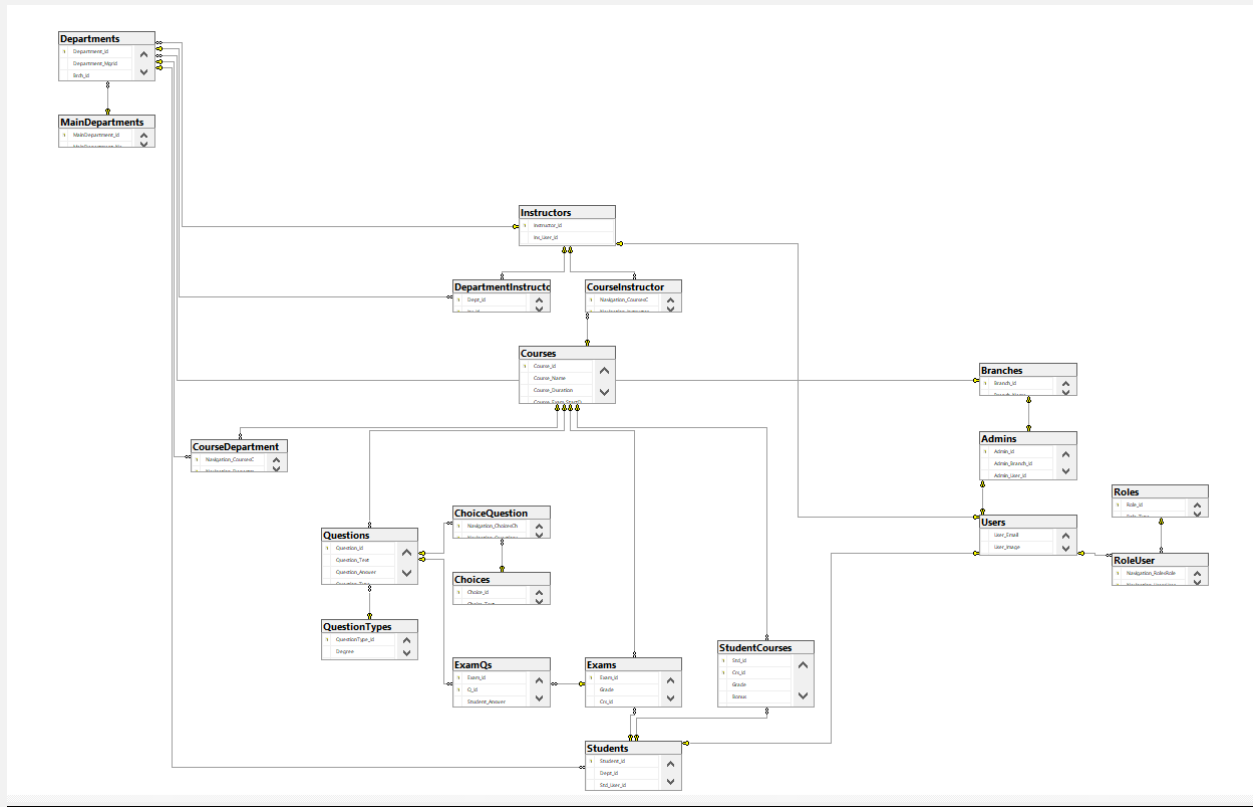 Departments
Department_id
Department_MgrId
Brch_id
MainDepartments
MainDepartment_id
Instructors
Instructor_id
Ins_User_id
DepartmentInstructo
Dept_id
CourseInstructor
Navigation_CoursesC
Courses
Course_id
Course_Name
Course_Duration
Branches
Branch_id
Admins
Admin_id
Admin_Branch_id
Admin_User_id
CourseDepartment
Navigation_CoursesC
Roles
Role_id
ChoiceQuestion
Navigation_ChoicesCh
Users
User_Email
User_Image
Questions
Question_id
Question_Text
Question_Answer
RoleUser
Navigation_RolesRole
Choices
Choice_id
QuestionTypes
QuestionType_id
Degree
StudentCourses
Std_id
Crs_id
Grade
Bonus
ExamQs
Exam_id
Q_id
Student_Answer
Exams
Exam_id
Grade
Crs_id
Students
Student_id
Dept_id
Std_User_id